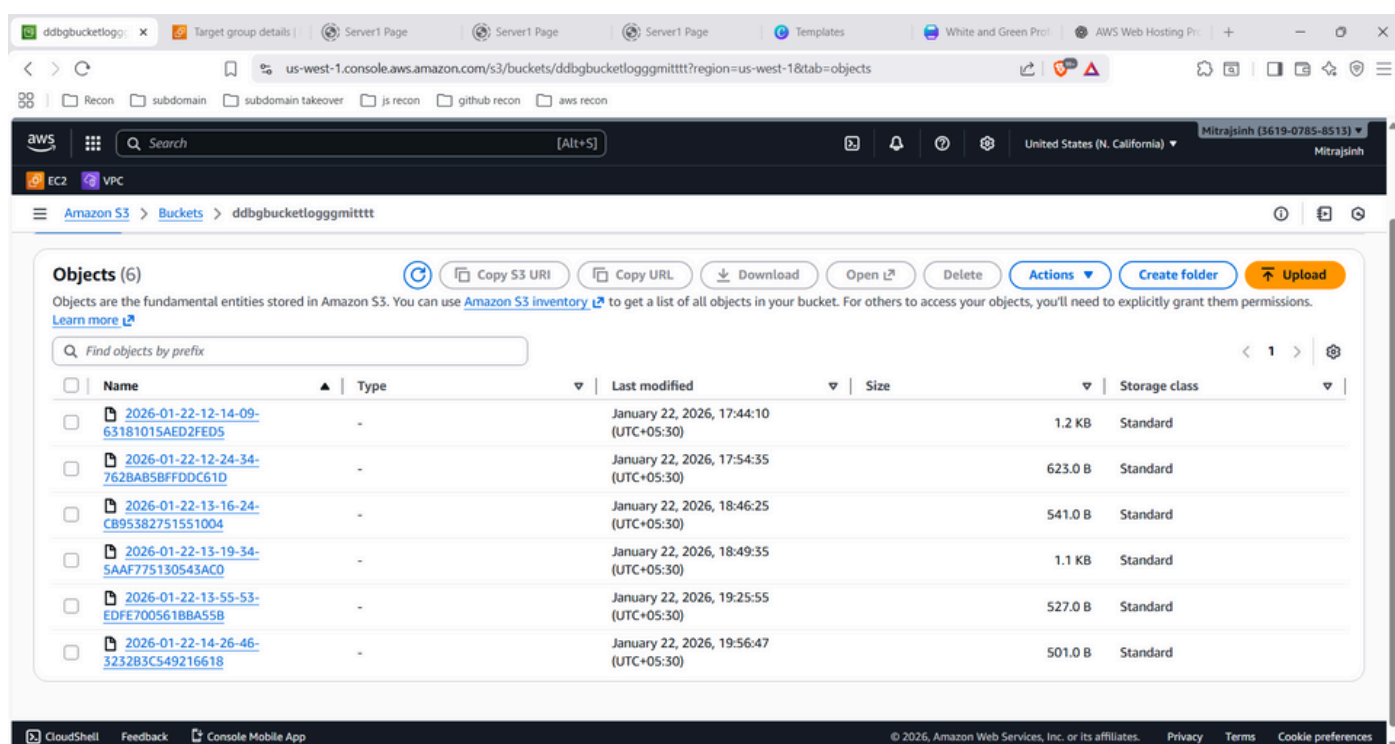 ddbgbucketloggg
Target group details |
Server1 Page
Server1 Page
Server1 Page
Templates
White and Green Prof
AWS Web Hosting Pro
us-west-1.console.aws.amazon.com/s3/buckets/ddbgbucketlogggmitttt?region=us-west-1&tab=objects
Recon subdomain subdomain takeover js recon github recon aws recon
aws Search [Alt+S] United States (N. California) ▼ Mitrajsinh (3619-0785-8513) ▼
Mitrajsinh
EC2 VPC
Amazon S3 > Buckets > ddbgbucketlogggmitttt
Objects (6) Copy S3 URI Copy URL Download Open Delete Actions ▼ Create folder Upload
Objects are the fundamental entities stored in Amazon S3. You can use Amazon S3 inventory to get a list of all objects in your bucket. For others to access your objects, you'll need to explicitly grant them permissions.
Learn more
Find objects by prefix
< 1 >
Name Type Last modified Size Storage class
2026-01-22-12-14-09- - January 22, 2026, 17:44:10 1.2 KB Standard
63181015AED2FED5 (UTC+05:30)
2026-01-22-12-24-34- - January 22, 2026, 17:54:35 623.0 B Standard
762BAB5BFFDDC61D (UTC+05:30)
2026-01-22-13-16-24- - January 22, 2026, 18:46:25 541.0 B Standard
CB95382751551004 (UTC+05:30)
2026-01-22-13-19-34- - January 22, 2026, 18:49:35 1.1 KB Standard
5AAF775130543AC0 (UTC+05:30)
2026-01-22-13-55-53- - January 22, 2026, 19:25:55 527.0 B Standard
EDFE700561BBA55B (UTC+05:30)
2026-01-22-14-26-46- - January 22, 2026, 19:56:47 501.0 B Standard
3232B3C549216618 (UTC+05:30)
CloudShell Feedback Console Mobile App © 2026, Amazon Web Services, Inc. or its affiliates. Privacy Terms Cookie preferences